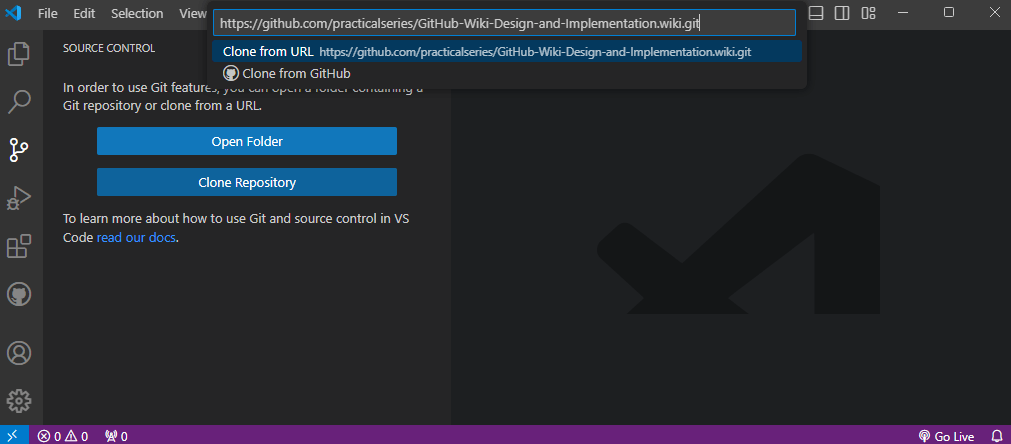 File Edit Selection View
https://github.com/practicalseries/GitHub-Wiki-Design-and-Implementation.wiki.git
Clone from URL https://github.com/practicalseries/GitHub-Wiki-Design-and-Implementation.wiki.git
Clone from GitHub
SOURCE CONTROL
In order to use Git features, you can open a folder containing a
Git repository or clone from a URL.
Open Folder
Clone Repository
To learn more about how to use Git and source control in VS
Code read our docs.
0 0 0 Go Live